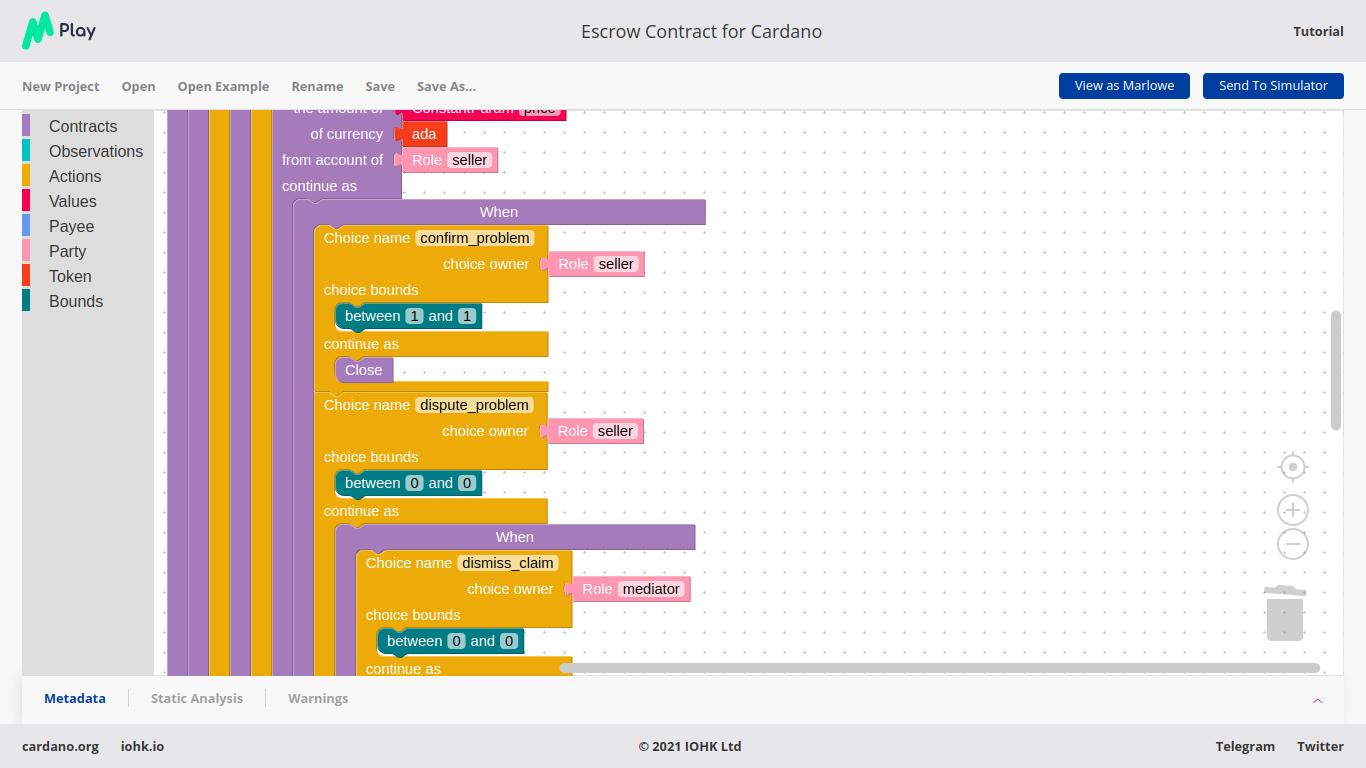 Play
Escrow Contract for Cardano
Tutorial
New Project Open Open Example Rename Save Save As...
View as Marlowe Send To Simulator
Contracts
Observations
Actions
Values
Payee
Party
Token
Bounds
the amount of ConstantParam price
of currency ada
from account of Role seller
continue as
When
Choice name confirm_problem
choice owner Role seller
choice bounds
between 1 and 1
continue as
Close
Choice name dispute_problem
choice owner Role seller
choice bounds
between 0 and 0
continue as
When
Choice name dismiss_claim
choice owner Role mediator
choice bounds
between 0 and 0
continue as
Metadata Static Analysis Warnings
cardano.org iohk.io
© 2021 IOHK Ltd
Telegram Twitter